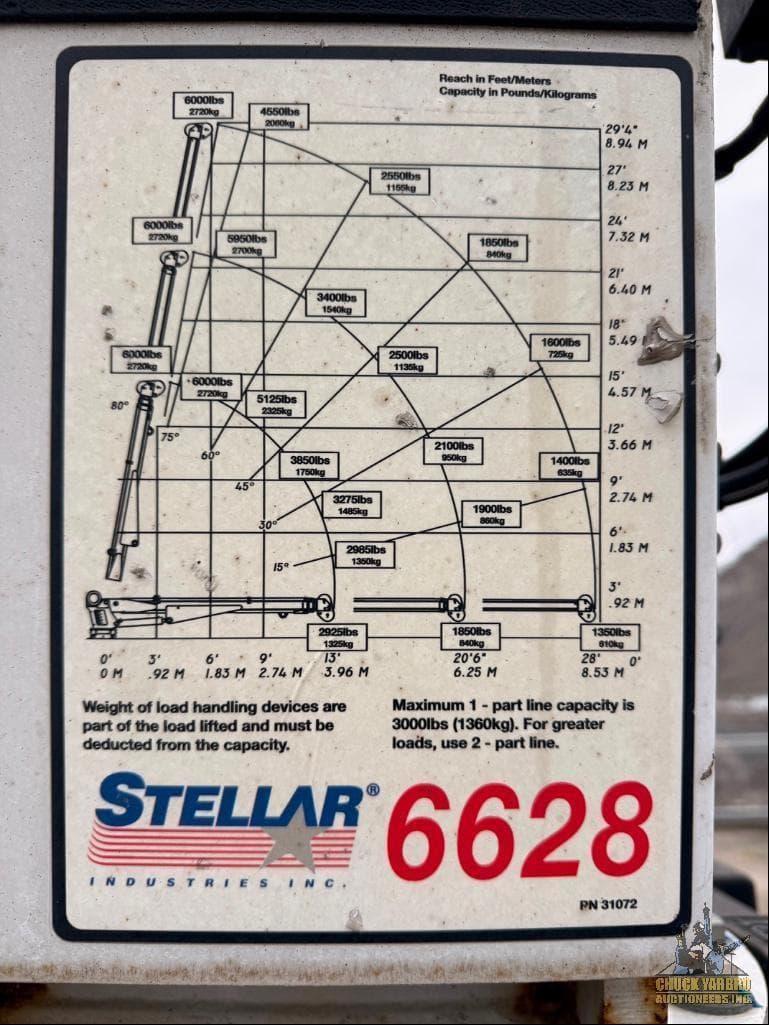 Reach in Feet/Meters
Capacity in Pounds/Kilograms
6000lbs
2720kg
4550lbs
2060kg
29'4"
8.94 M
27'
8.23 M
2550lbs
1155kg
24'
7.32 M
6000lbs
2720kg
5950lbs
2700kg
1850lbs
840kg
21'
6.40 M
3400lbs
1540kg
18'
5.49
1600lbs
725kg
6000lbs
2720kg
2500lbs
1135kg
15'
4.57 M
6000lbs
2720kg
5125lbs
2325kg
80°
75°
12'
3.66 M
60°
2100lbs
950kg
3850lbs
1750kg
1400lbs
635kg
45°
9'
2.74 M
3275lbs
1485kg
1900lbs
860kg
30°
6'
1.83 M
2985lbs
1350kg
15°
3'
.92 M
2925lbs
1325kg
1850lbs
840kg
1350lbs
610kg
0' 3' 6' 9' 13' 20'6" 28' 0'
0 M .92 M 1.83 M 2.74 M 3.96 M 6.25 M 8.53 M
Weight of load handling devices are
part of the load lifted and must be
deducted from the capacity.
Maximum 1 - part line capacity is
3000lbs (1360kg). For greater
loads, use 2 - part line.
STELLAR®
INDUSTRIES INC.
6628
PN 31072
CHUCK YARBRO
AUCTIONEERS INC.